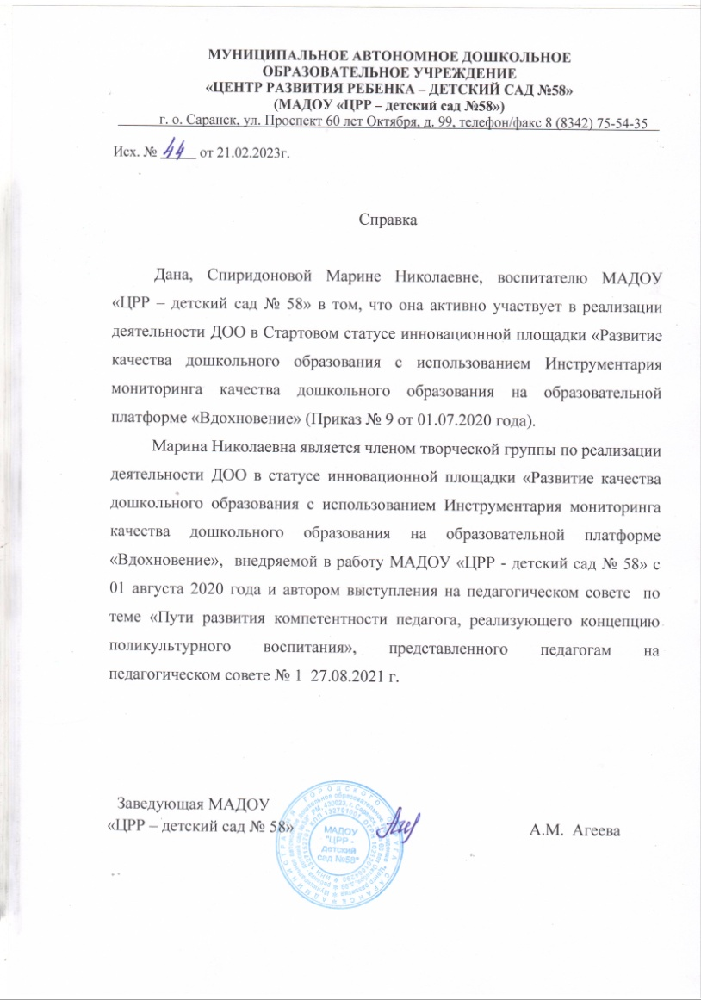 МУНИЦИПАЛЬНОЕ АВТОНОМНОЕ ДОШКОЛЬНОЕ
ОБРАЗОВАТЕЛЬНОЕ УЧРЕЖДЕНИЕ
«ЦЕНТР РАЗВИТИЯ РЕБЕНКА – ДЕТСКИЙ САД №58»
(МАДОУ «ЦРР – детский сад №58»)
г. о. Саранск, ул. Проспект 60 лет Октября, д. 99, телефон/факс 8 (8342) 75-54-35
Исх. № 44 от 21.02.2023г.
Справка
Дана, Спиридоновой Марине Николаевне, воспитателю МАДОУ
«ЦРР – детский сад № 58» в том, что она активно участвует в реализации
деятельности ДОО в Стартовом статусе инновационной площадки «Развитие
качества дошкольного образования с использованием Инструментария
мониторинга качества дошкольного образования на образовательной
платформе «Вдохновение» (Приказ № 9 от 01.07.2020 года).
Марина Николаевна является членом творческой группы по реализации
деятельности ДОО в статусе инновационной площадки «Развитие качества
дошкольного образования с использованием Инструментария мониторинга
качества дошкольного образования на образовательной платформе
«Вдохновение», внедряемой в работу МАДОУ «ЦРР - детский сад № 58» с
01 августа 2020 года и автором выступления на педагогическом совете по
теме «Пути развития компетентности педагога, реализующего концепцию
поликультурного воспитания», представленного педагогам на
педагогическом совете № 1 27.08.2021 г.
Заведующая МАДОУ
«ЦРР – детский сад № 58»
А.М. Агеева
МАДОУ
"ЦРР -
детский
сад №58"